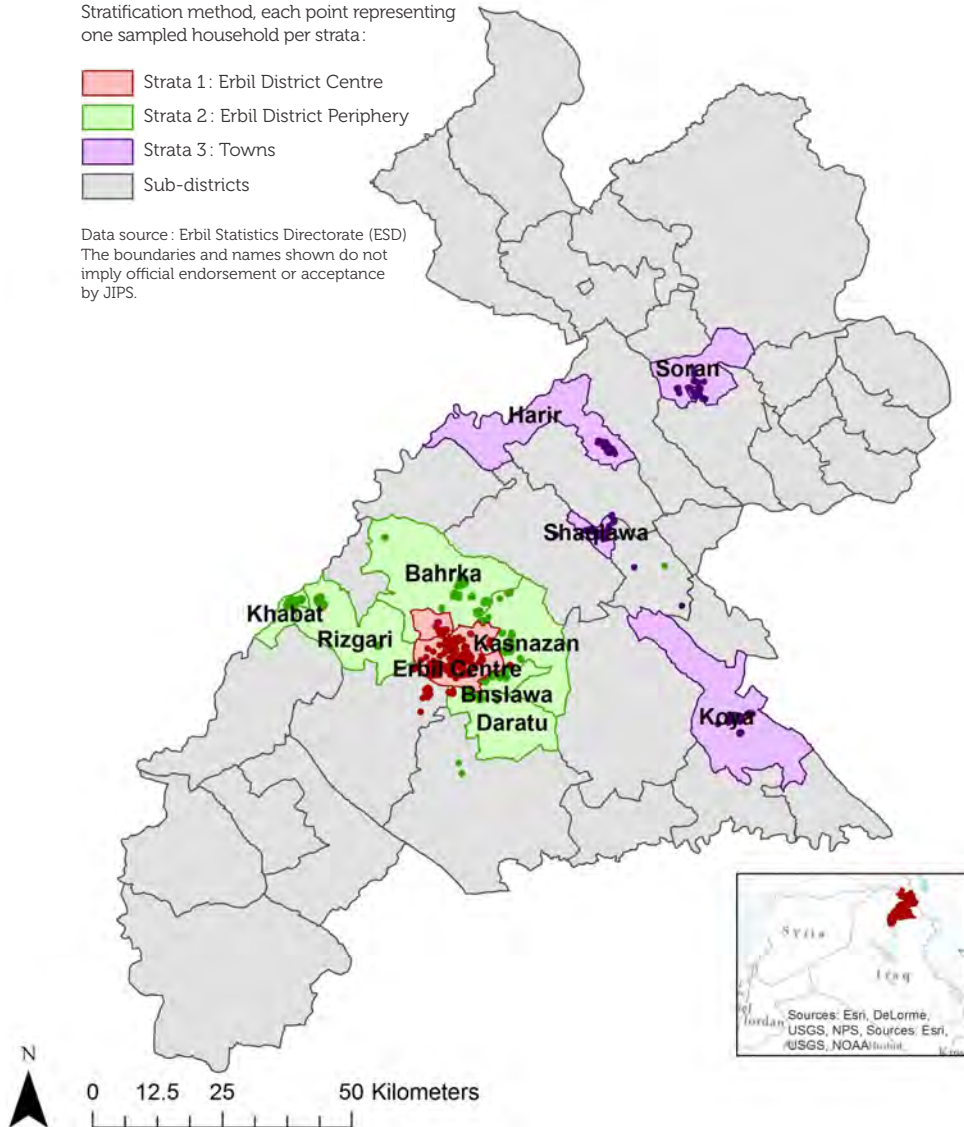 Stratification method, each point representing
one sampled household per strata:
Strata 1: Erbil District Centre
Strata 2: Erbil District Periphery
Strata 3: Towns
Sub-districts
Data source: Erbil Statistics Directorate (ESD)
The boundaries and names shown do not
imply official endorsement or acceptance
by JIPS.
Soran
Harir
Shaqlawa
Bahrka
Khabat
Rizgari
Kasnazan
Erbil Centre
Bnslawa
Daratu
Koya
Syria
Iraq
Jordan
Sources: Esri, DeLorme,
USGS, NPS, Sources: Esri,
USGS, NOAA
N
0 12.5 25 50 Kilometers